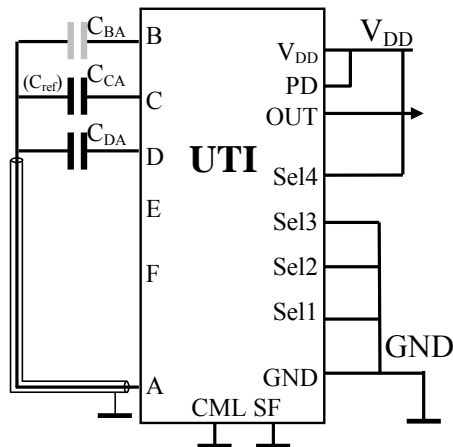 C_BA B
(C_ref) C_CA C
C_DA D
E
F
A
UTI
V_DD V_DD
PD
OUT
Sel4
Sel3
Sel2
Sel1
GND GND
CML SF